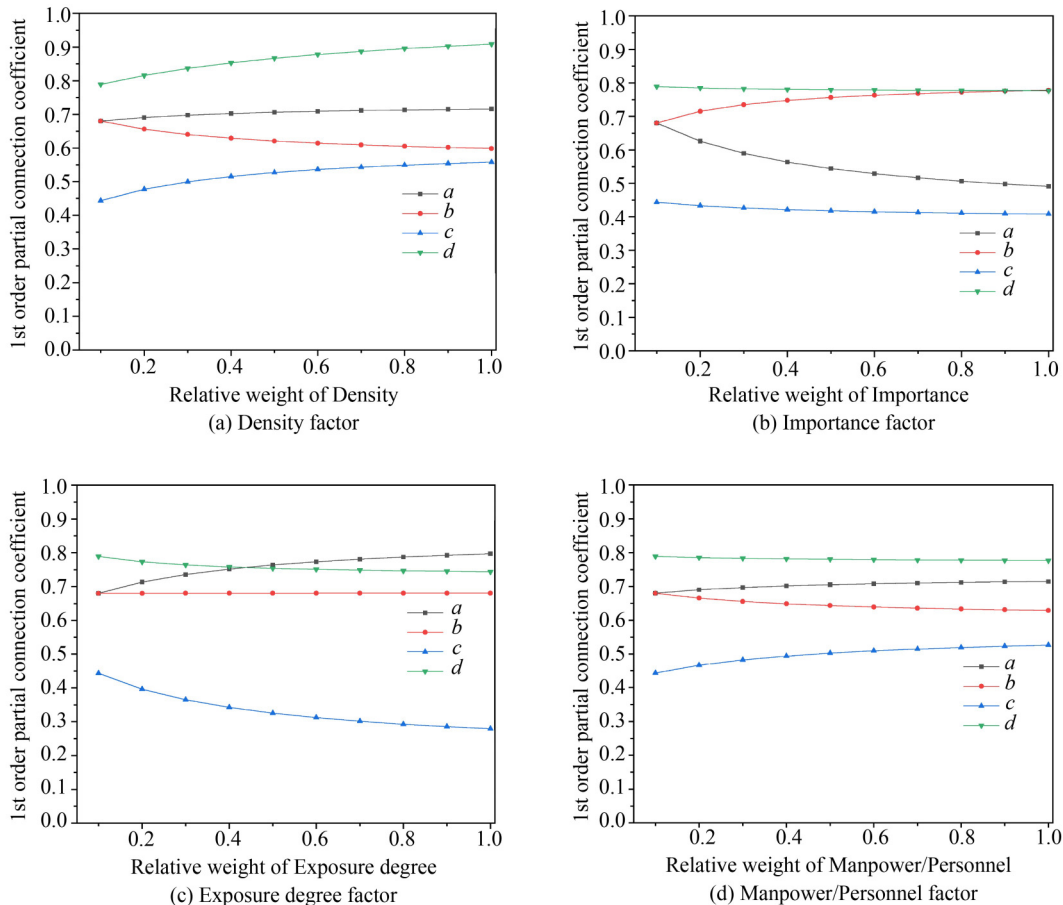 1st order partial connection coefficient
1.0
0.9
0.8
0.7
0.6
0.5
0.4
0.3
0.2
0.1
0.0
a
b
c
d
0.2 0.4 0.6 0.8 1.0
Relative weight of Density
(a) Density factor
1st order partial connection coefficient
1.0
0.9
0.8
0.7
0.6
0.5
0.4
0.3
0.2
0.1
0.0
a
b
c
d
0.2 0.4 0.6 0.8 1.0
Relative weight of Importance
(b) Importance factor
1st order partial connection coefficient
1.0
0.9
0.8
0.7
0.6
0.5
0.4
0.3
0.2
0.1
0.0
a
b
c
d
0.2 0.4 0.6 0.8 1.0
Relative weight of Exposure degree
(c) Exposure degree factor
1st order partial connection coefficient
1.0
0.9
0.8
0.7
0.6
0.5
0.4
0.3
0.2
0.1
0.0
a
b
c
d
0.2 0.4 0.6 0.8 1.0
Relative weight of Manpower/Personnel
(d) Manpower/Personnel factor